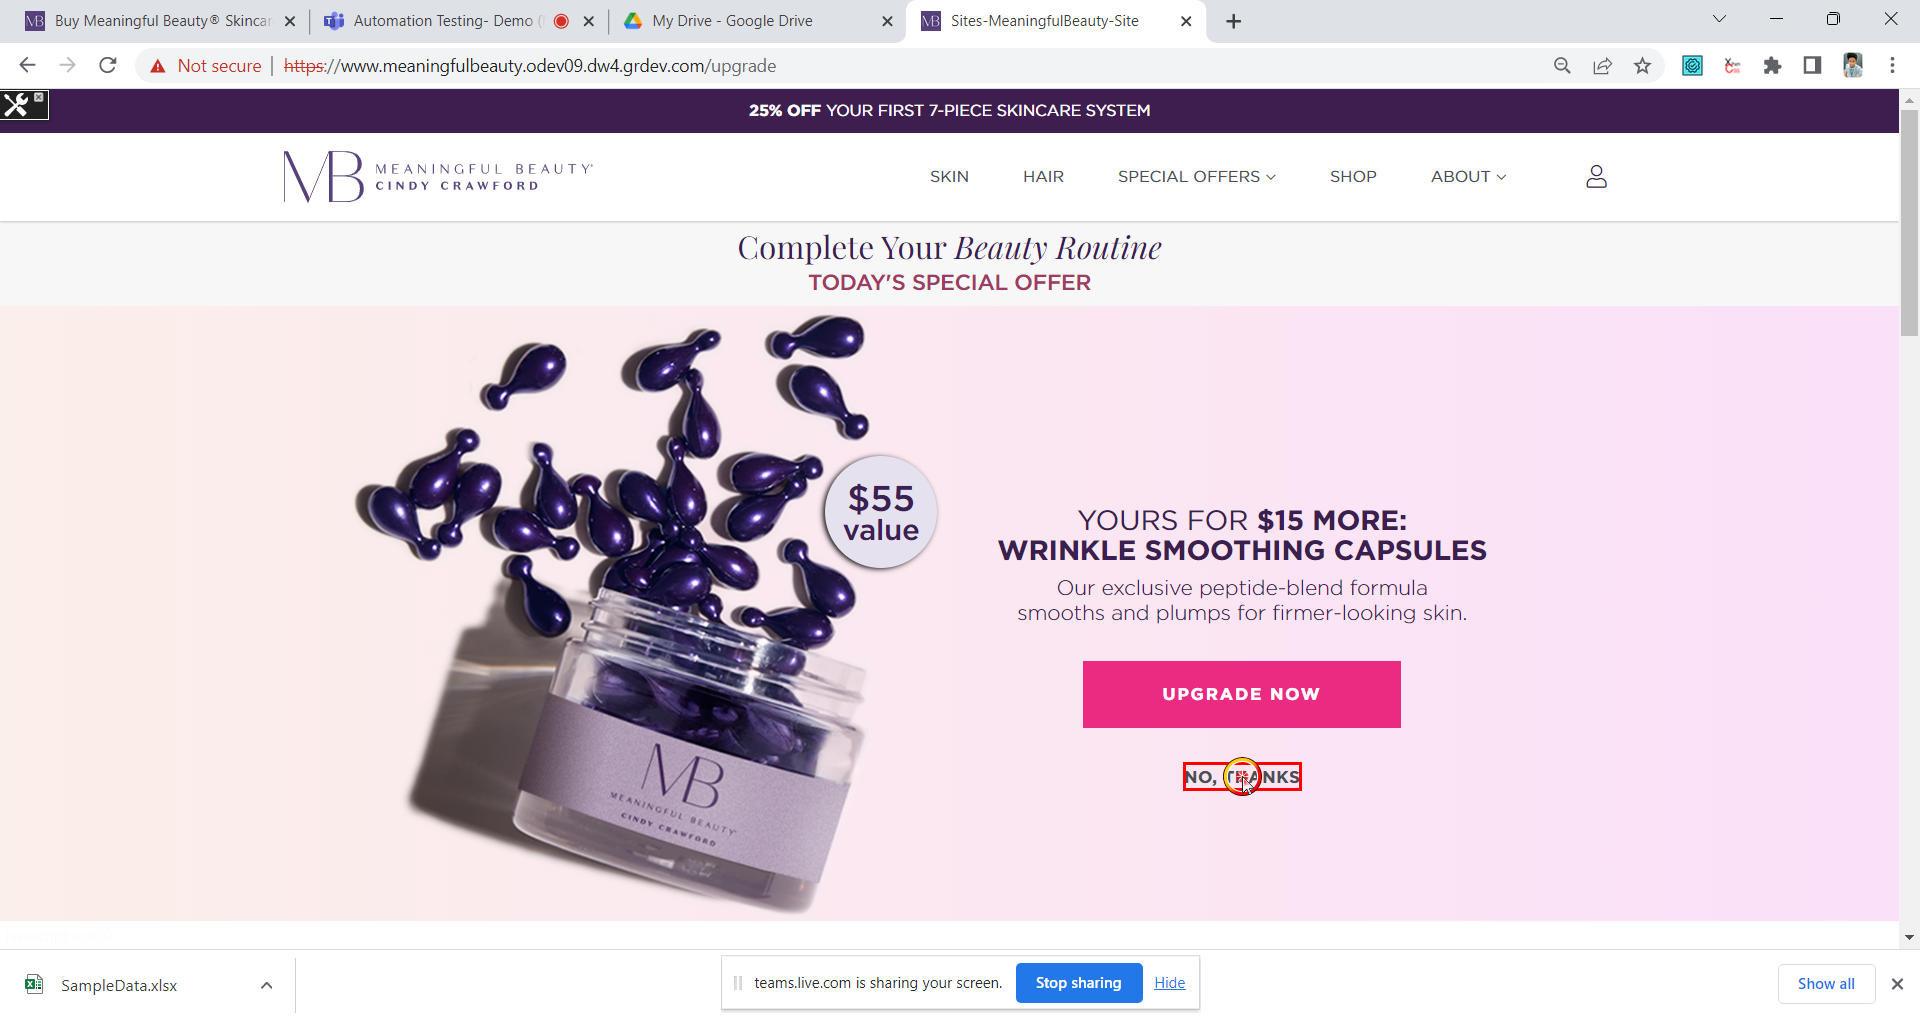 Buy Meaningful Beauty® Skincar
Automation Testing- Demo (
My Drive - Google Drive
Sites-MeaningfulBeauty-Site
Not secure
https://www.meaningfulbeauty.odev09.dw4.grdev.com/upgrade
25% OFF YOUR FIRST 7-PIECE SKINCARE SYSTEM
MB MEANINGFUL BEAUTY®
CINDY CRAWFORD
SKIN
HAIR
SPECIAL OFFERS
SHOP
ABOUT
Complete Your Beauty Routine
TODAY'S SPECIAL OFFER
$55
value
YOURS FOR $15 MORE:
WRINKLE SMOOTHING CAPSULES
Our exclusive peptide-blend formula
smooths and plumps for firmer-looking skin.
UPGRADE NOW
NO, THANKS
MB
MEANINGFUL BEAUTY®
CINDY CRAWFORD
SampleData.xlsx
teams.live.com is sharing your screen.
Stop sharing
Hide
Show all